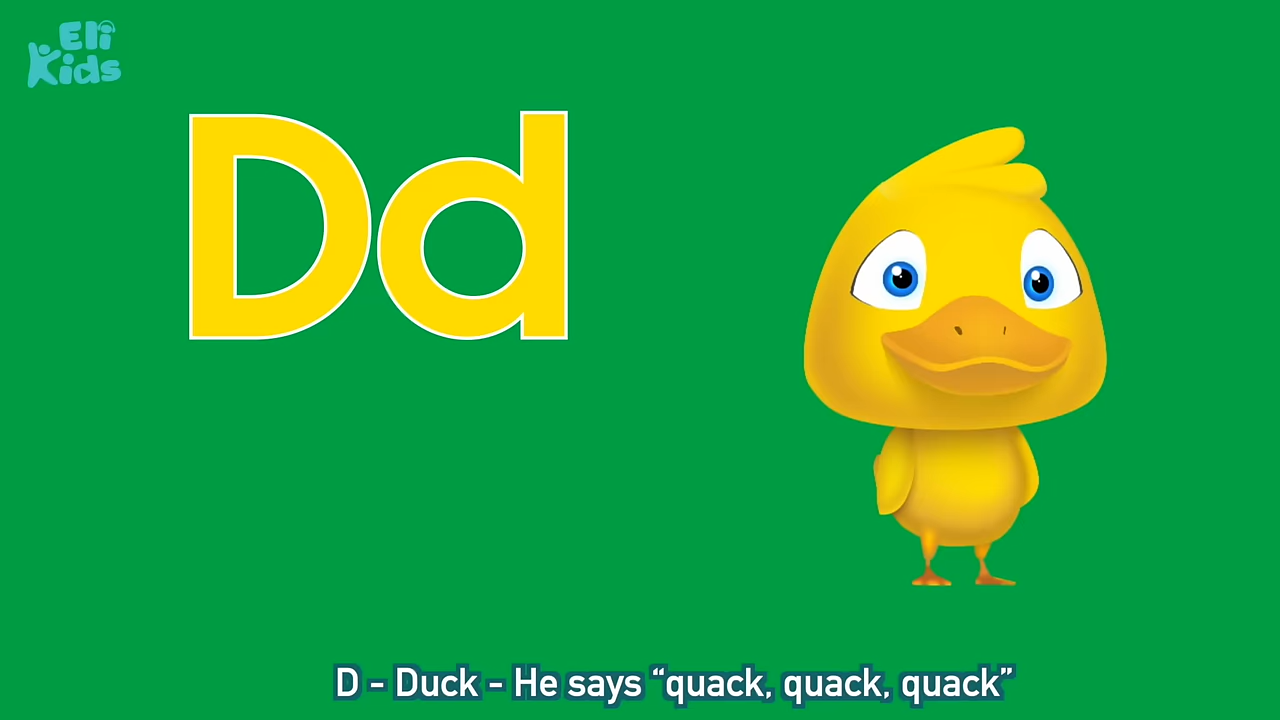 Eli
Kids
Dd
D - Duck - He says “quack, quack, quack”